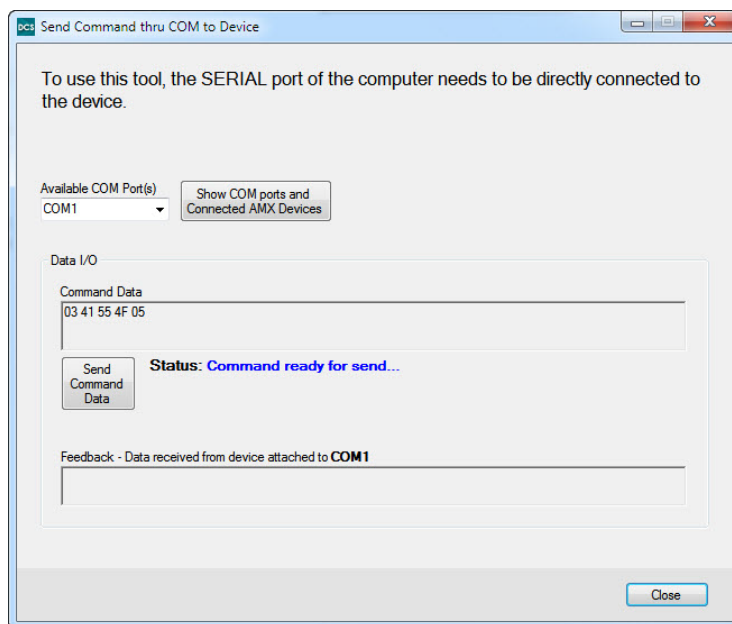 DCS Send Command thru COM to Device
To use this tool, the SERIAL port of the computer needs to be directly connected to
the device.
Available COM Port(s)
COM1
Show COM ports and
Connected AMX Devices
Data I/O
Command Data
03 41 55 4F 05
Send
Command
Data
Status: Command ready for send...
Feedback - Data received from device attached to COM1
Close